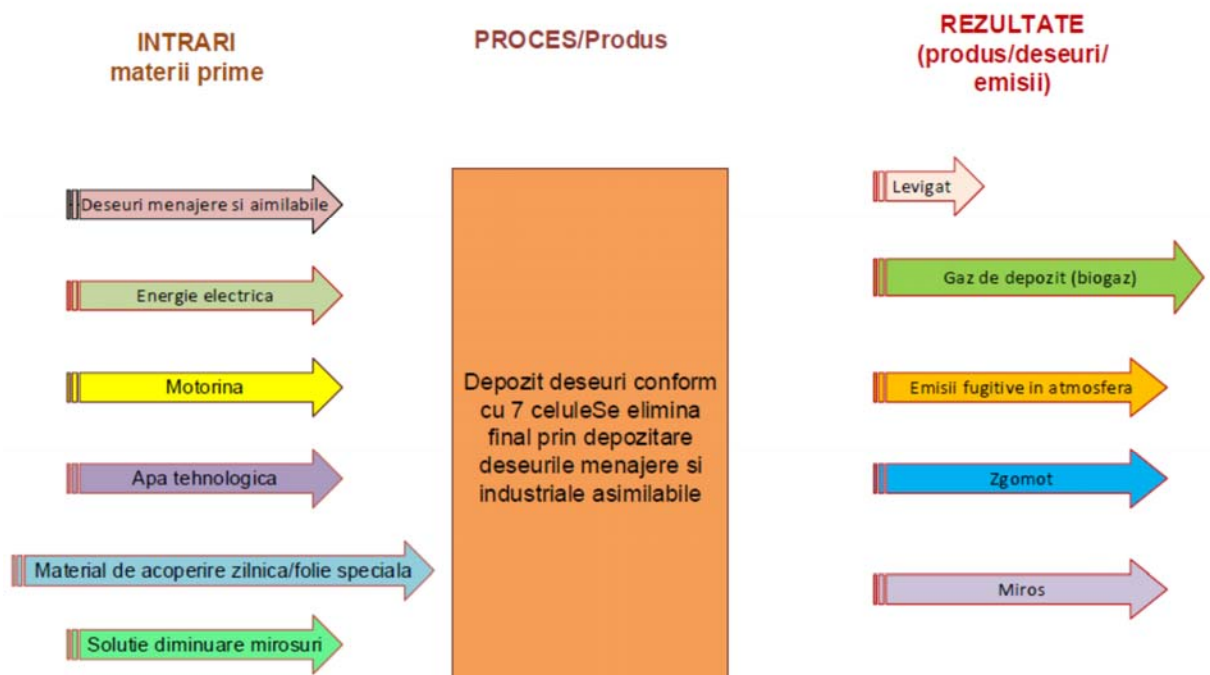 INTRARI
materii prime
PROCES/Produs
REZULTATE
(produs/deseuri/
emisii)
Deseuri menajere si aimilabile
Energie electrica
Motorina
Apa tehnologica
Material de acoperire zilnica/folie speciala
Solutie diminuare mirosuri
Depozit deseuri conform
cu 7 celuleSe elimina
final prin depozitare
deseurile menajere si
industriale asimilabile
Levigat
Gaz de depozit (biogaz)
Emisii fugitive in atmosfera
Zgomot
Miros